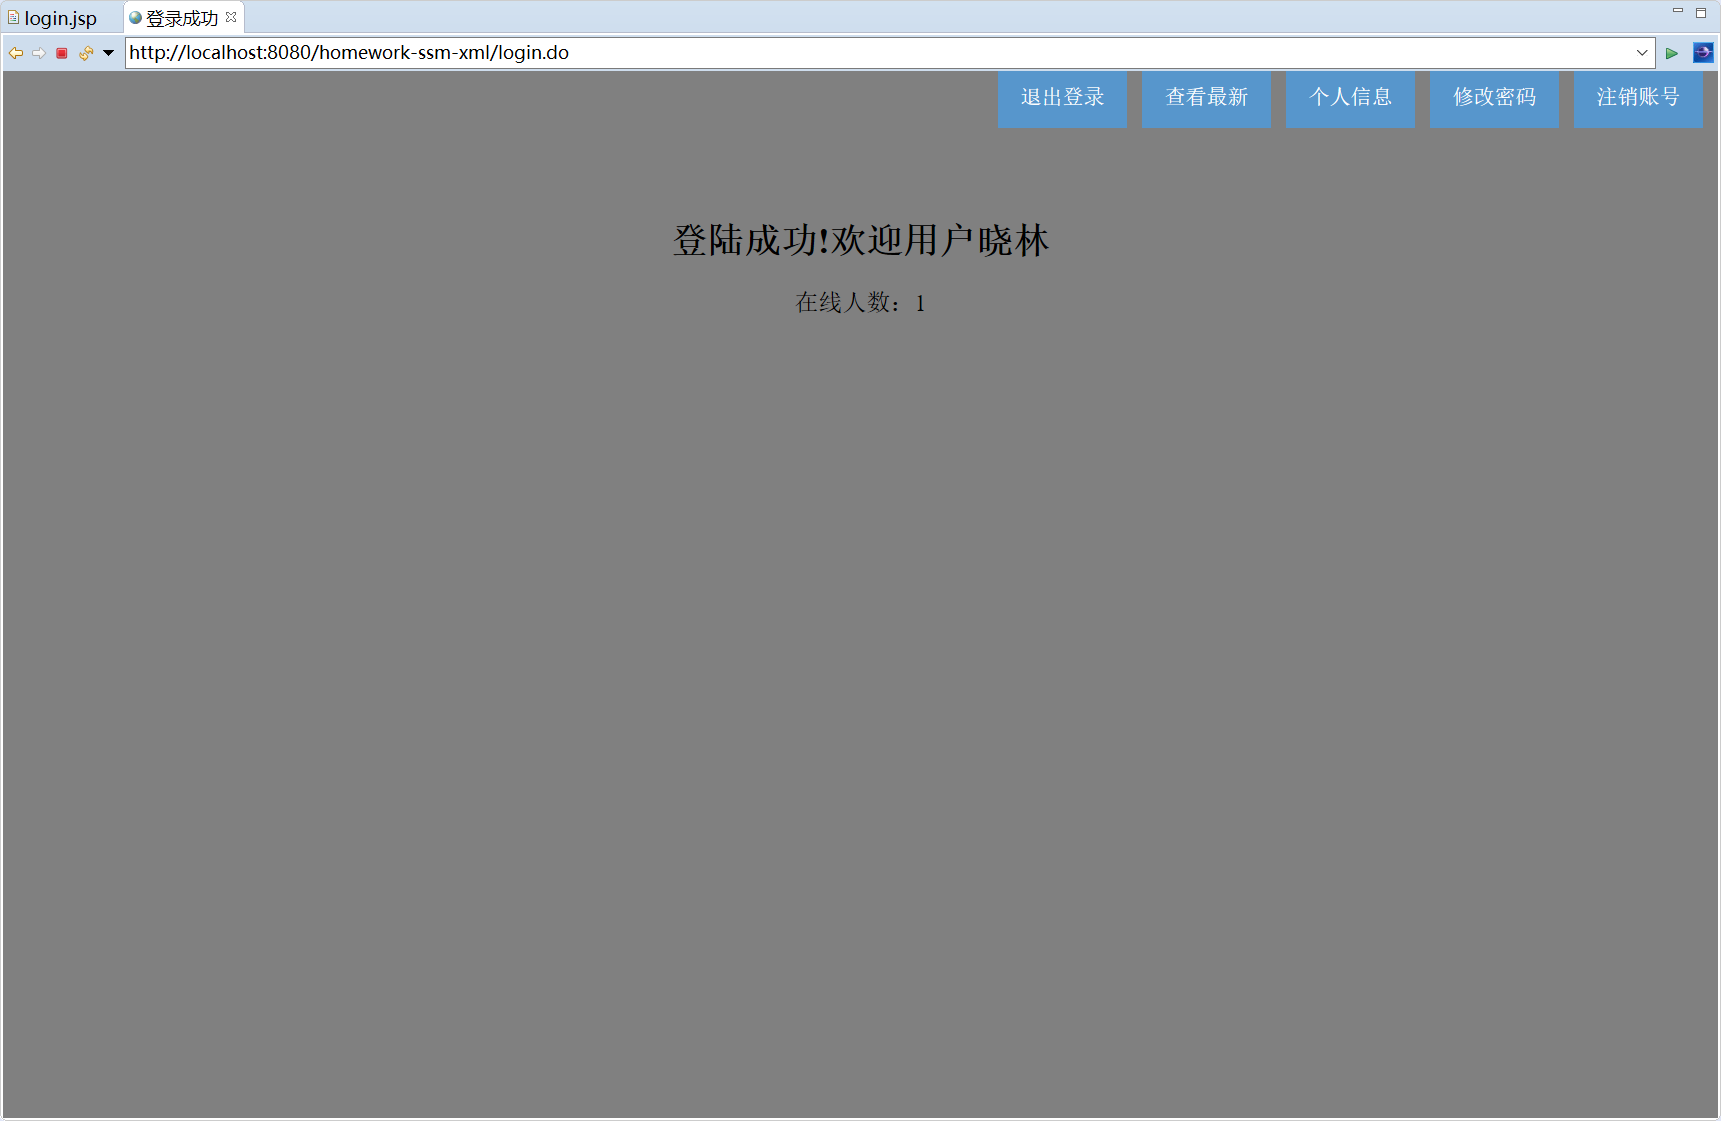 login.jsp
登录成功
http://localhost:8080/homework-ssm-xml/login.do
退出登录 查看最新 个人信息 修改密码 注销账号
登陆成功!欢迎用户晓林
在线人数：1